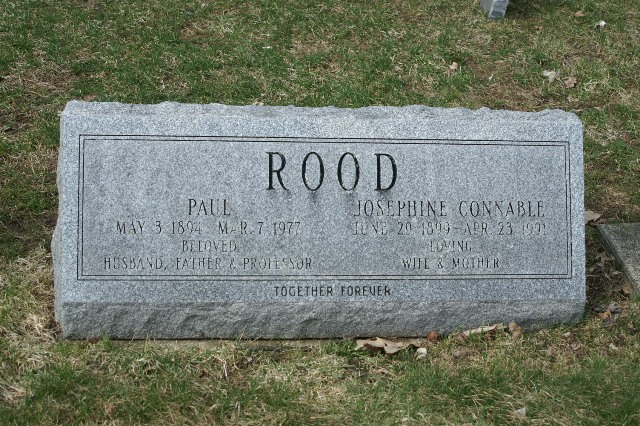 ROOD
PAUL
MAY 3, 1894 - MAR. 7, 1977
BELOVED
HUSBAND, FATHER & PROFESSOR
JOSEPHINE CONNABLE
JUNE 29, 1899 - APR. 23, 1991
LOVING
WIFE & MOTHER
TOGETHER FOREVER